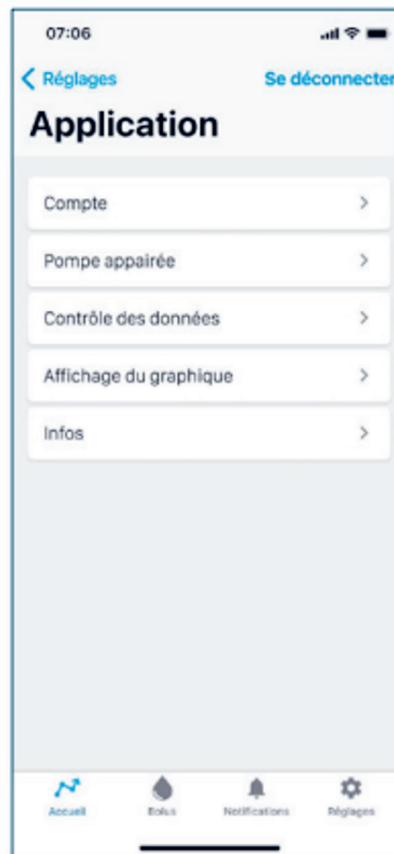 07:06
Réglages Se déconnecter
Application
Compte
Pompe appairée
Contrôle des données
Affichage du graphique
Infos
Accueil Bolus Notifications Réglages